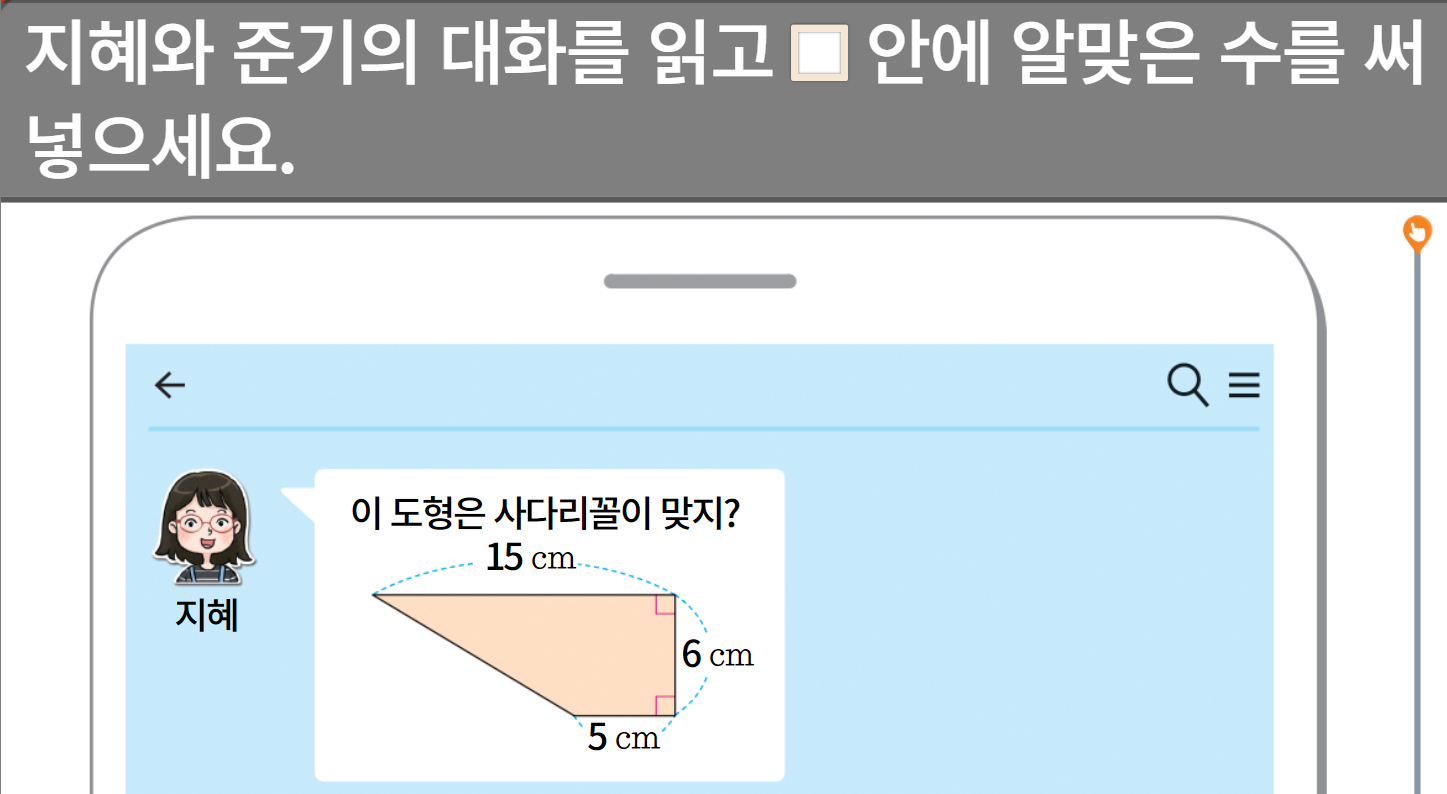 지혜와 준기의 대화를 읽고 □ 안에 알맞은 수를 써
넣으세요.
이 도형은 사다리꼴이 맞지?
15 cm
지혜
6 cm
5 cm